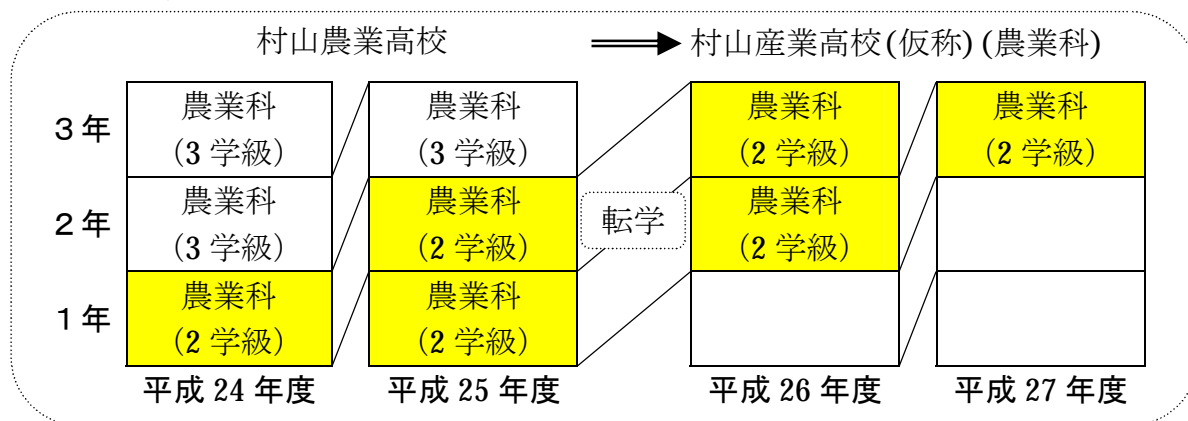 村山農業高校 村山産業高校(仮称)(農業科)
3年
農業科
(3 学級)
農業科
(3 学級)
農業科
(2 学級)
農業科
(2 学級)
2年
農業科
(3 学級)
農業科
(2 学級)
転学
農業科
(2 学級)
1年
農業科
(2 学級)
農業科
(2 学級)
平成 24 年度 平成 25 年度 平成 26 年度 平成 27 年度